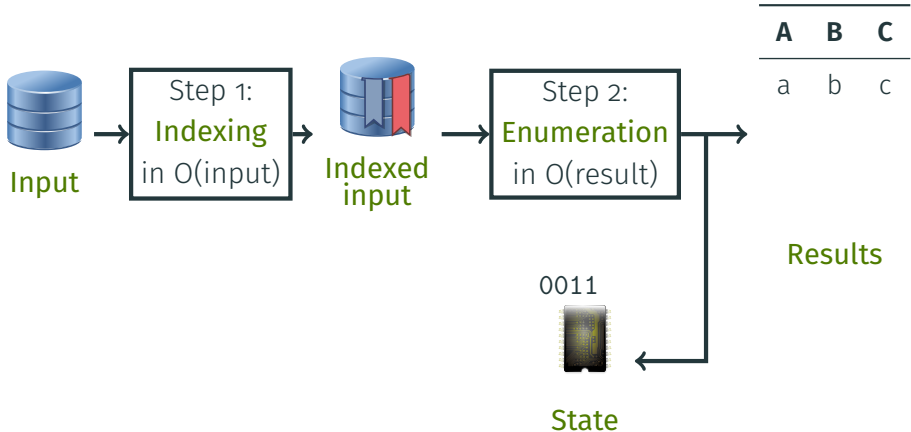 A B C
a b c
Step 1:
Indexing
in O(input)
Input
Indexed
input
Step 2:
Enumeration
in O(result)
Results
0011
State